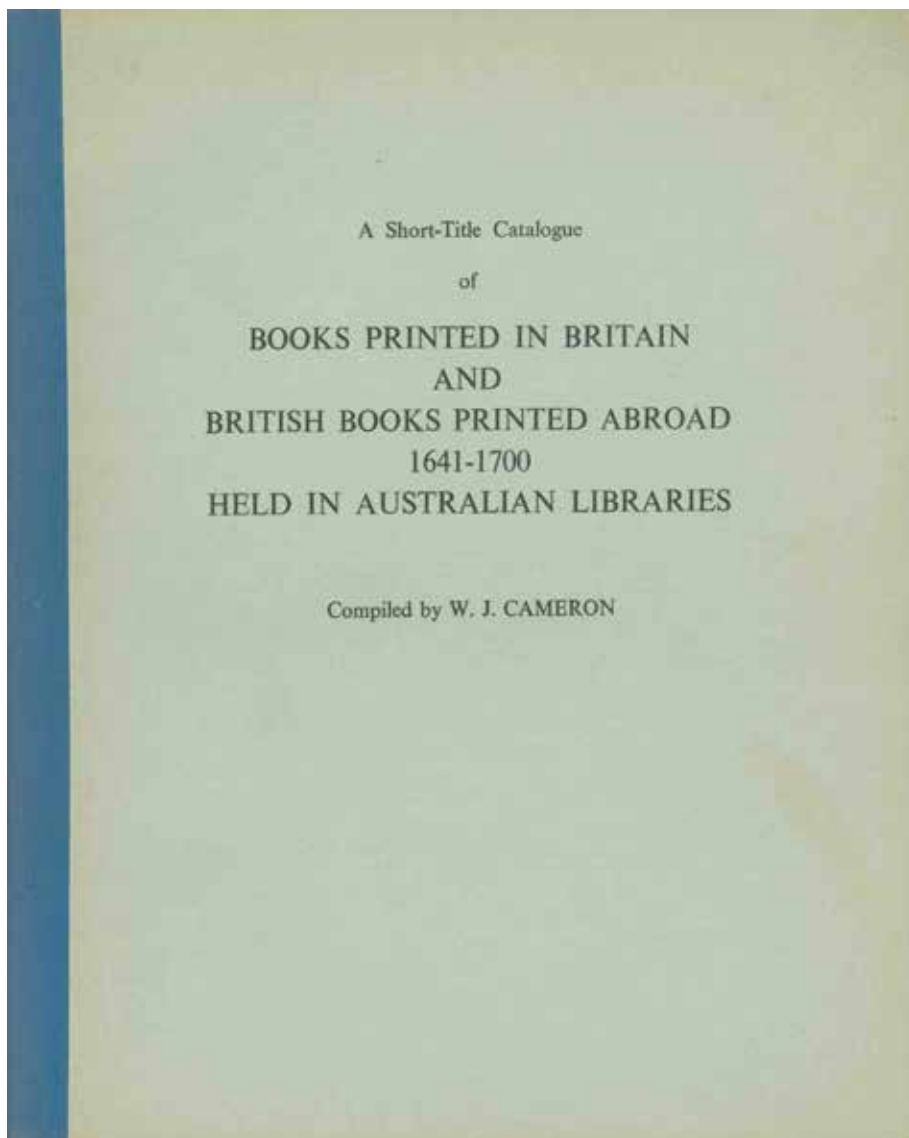 A Short-Title Catalogue
of
BOOKS PRINTED IN BRITAIN
AND
BRITISH BOOKS PRINTED ABROAD
1641-1700
HELD IN AUSTRALIAN LIBRARIES
Compiled by W. J. CAMERON